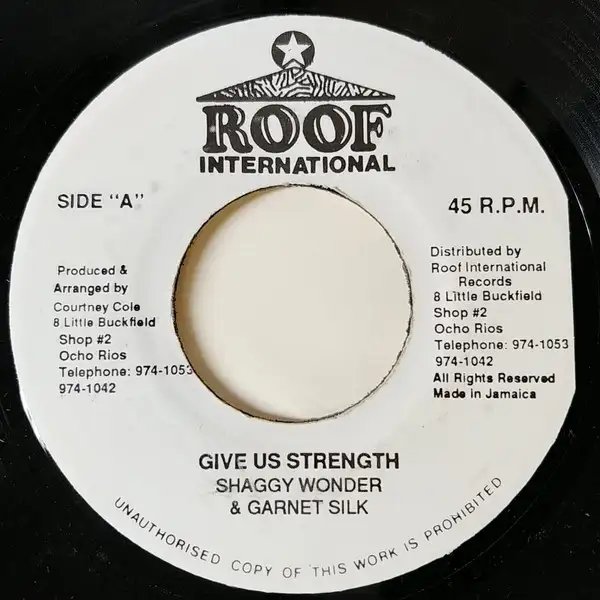 ROOF
INTERNATIONAL
SIDE "A"
45 R.P.M.
Produced &
Arranged by
Courtney Cole
8 Little Buckfield
Shop #2
Ocho Rios
Telephone: 974-1053
974-1042
Distributed by
Roof International
Records
8 Little Buckfield
Shop #2
Ocho Rios
Telephone: 974-1053
974-1042
All Rights Reserved
Made in Jamaica
GIVE US STRENGTH
SHAGGY WONDER
& GARNET SILK
UNAUTHORISED COPY OF THIS WORK IS PROHIBITED